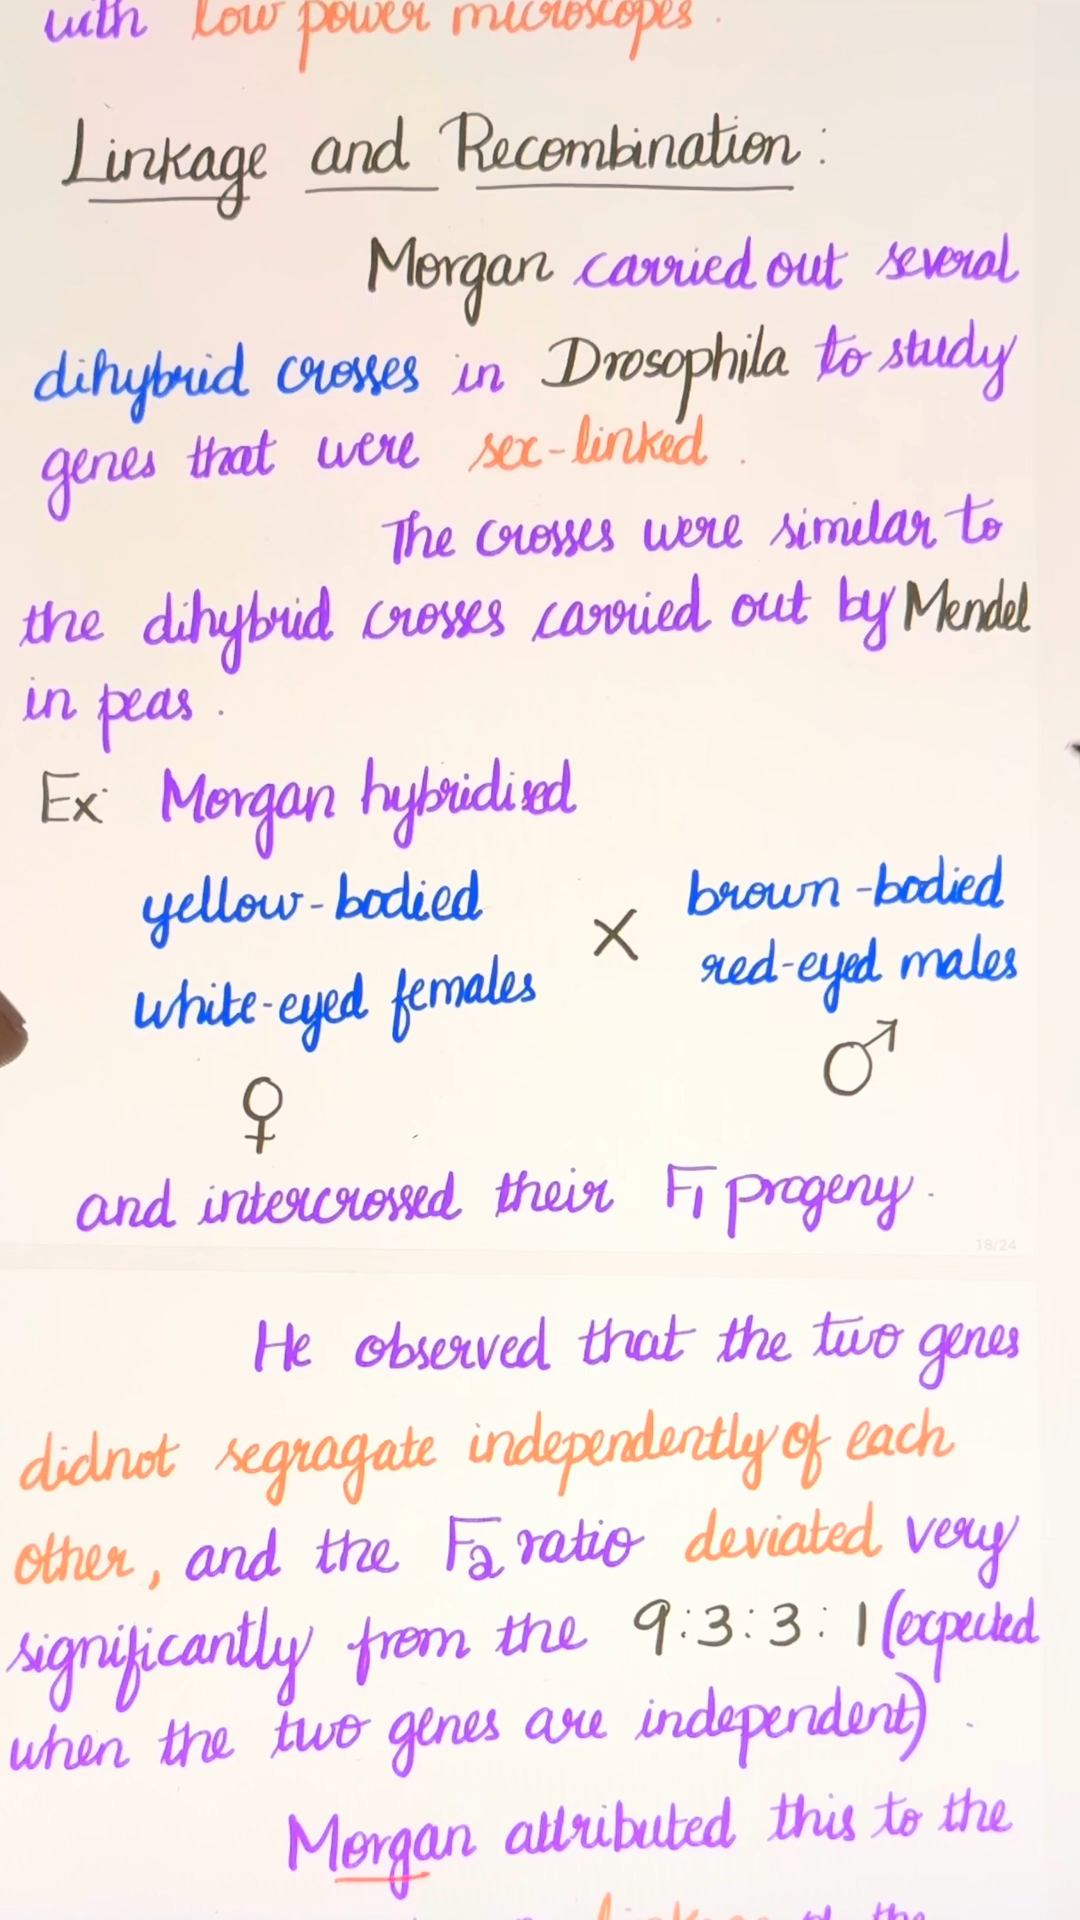 with low power microscopes.
Linkage and Recombination:
Morgan carried out several
dihybrid crosses in Drosophila to study
genes that were sex-linked.
The crosses were similar to
the dihybrid crosses carried out by Mendel
in peas.
Ex: Morgan hybridised
yellow-bodied
white-eyed females
♀
X
brown-bodied
red-eyed males
♂
and intercrossed their F1 progeny.
18/24
He observed that the two genes
didnot segragate independently of each
other, and the F2 ratio deviated very
significantly from the 9:3:3:1 (expected
when the two genes are independent).
Morgan attributed this to the
the